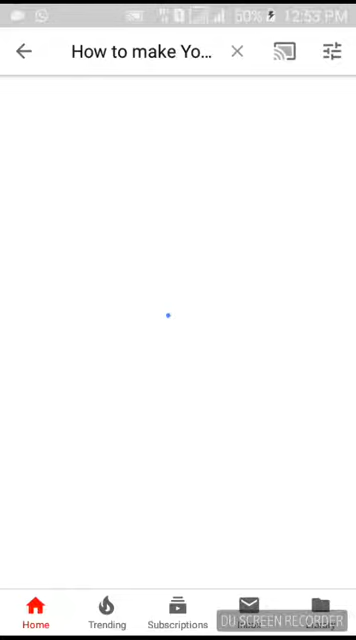 50% 12:53 PM
How to make Yo...
Home
Trending
Subscriptions
DU SCREEN RECORDER